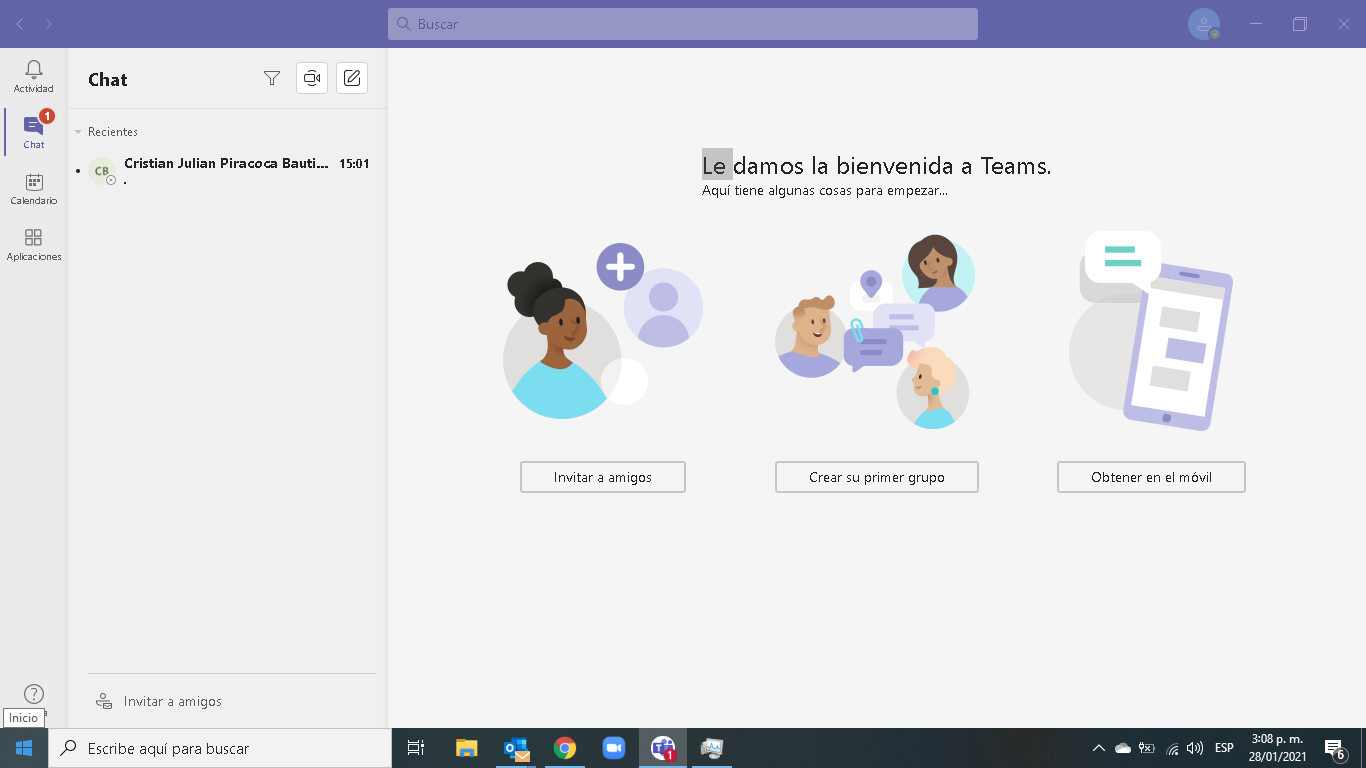 Buscar
Actividad
Chat
1
Calendario
Aplicaciones
Chat
Recientes
CB
Cristian Julian Piracoca Bauti... 15:01
.
Le damos la bienvenida a Teams.
Aquí tiene algunas cosas para empezar...
Invitar a amigos
Crear su primer grupo
Obtener en el móvil
Invitar a amigos
Inicio
Escribe aquí para buscar
1
ESP
3:08 p. m.
28/01/2021
6